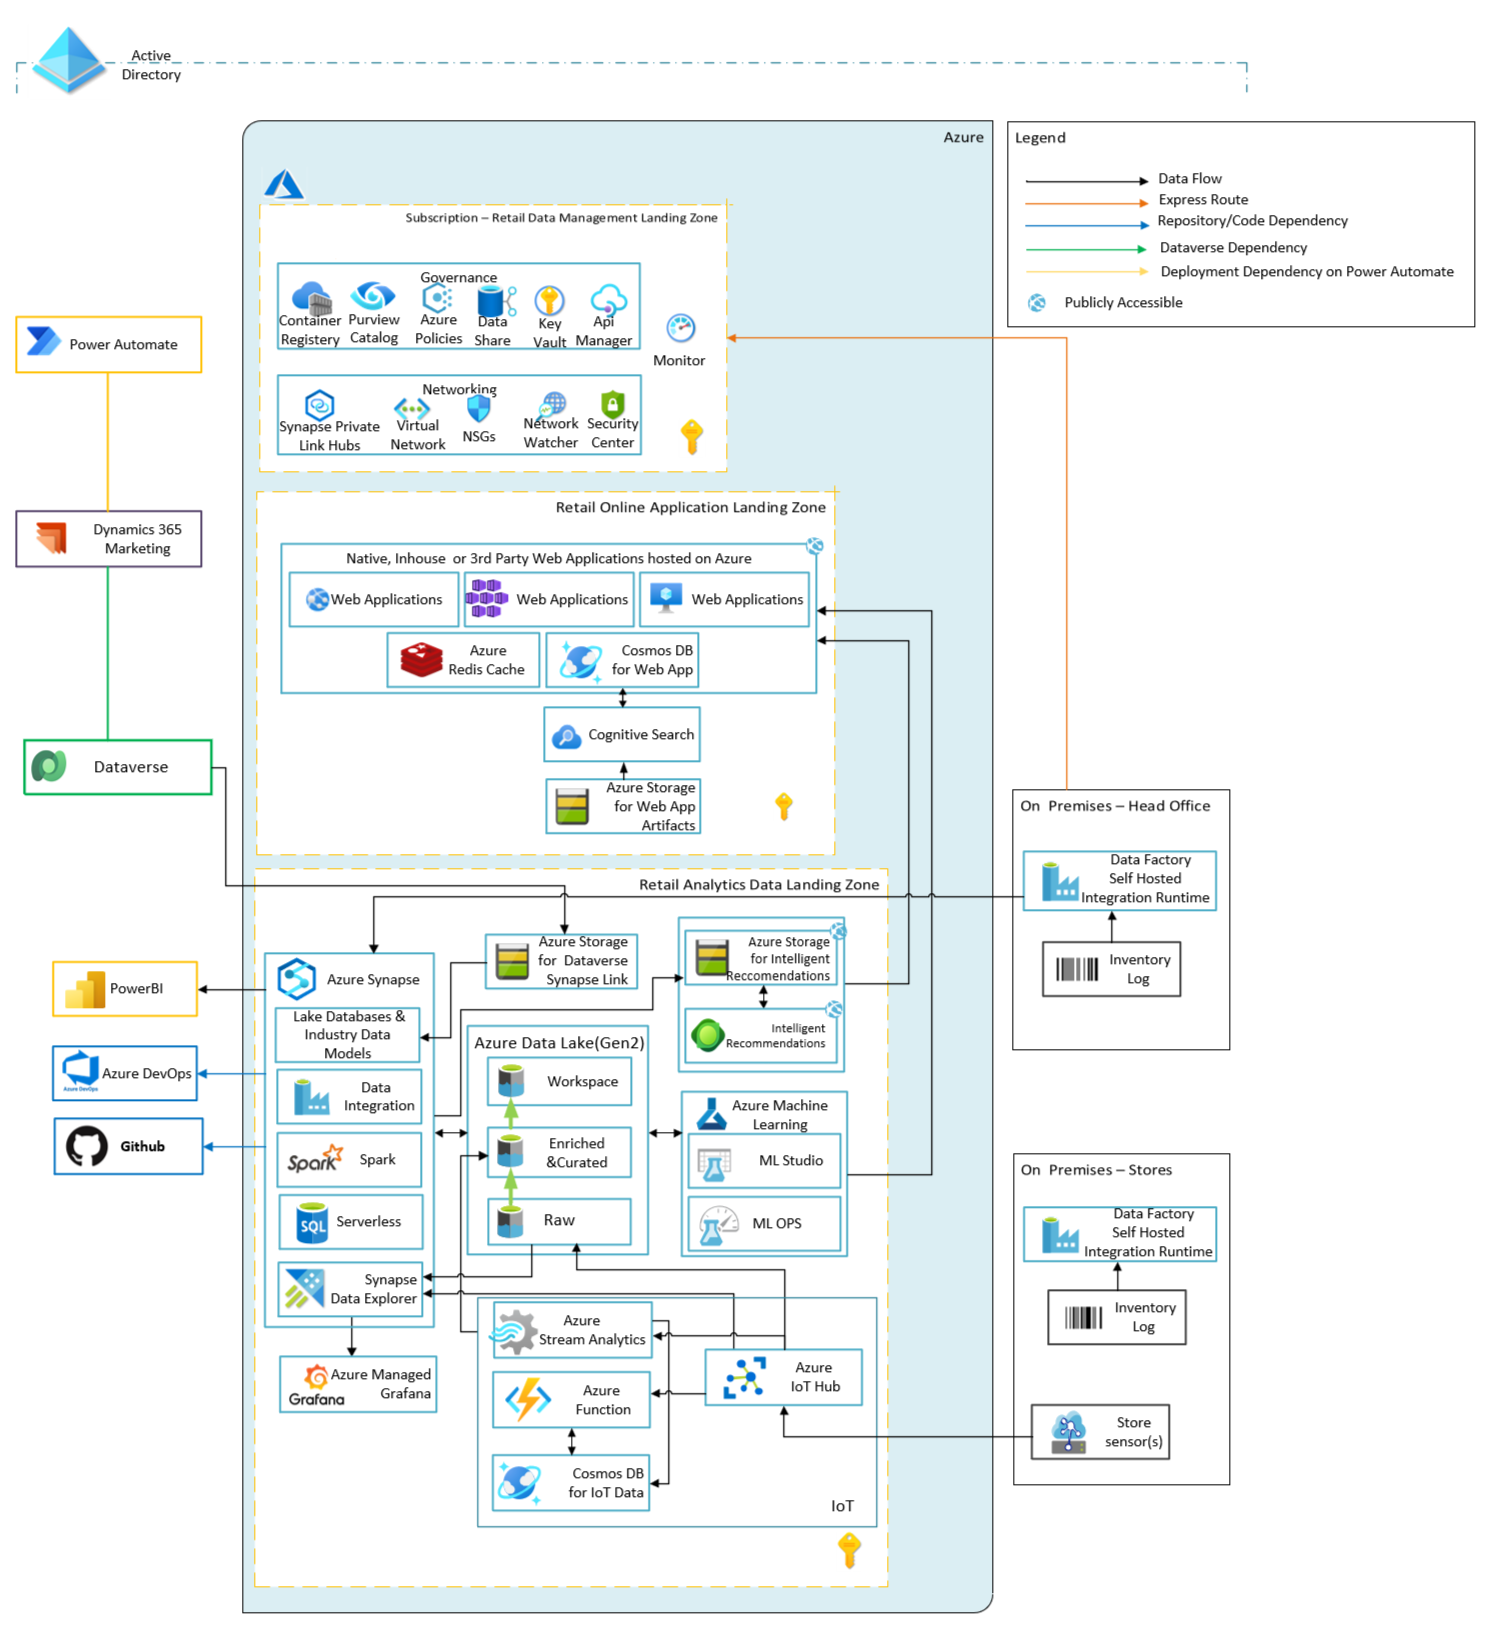 Active
Directory
Azure
Legend
Data Flow
Express Route
Repository/Code Dependency
Dataverse Dependency
Deployment Dependency on Power Automate
Publicly Accessible
Subscription – Retail Data Management Landing Zone
Governance
Container
Registery
Purview
Catalog
Azure
Policies
Data
Share
Key
Vault
Api
Manager
Monitor
Networking
Synapse Private
Link Hubs
Virtual
Network
NSGs
Network
Watcher
Security
Center
Power Automate
Dynamics 365
Marketing
Dataverse
Retail Online Application Landing Zone
Native, Inhouse or 3rd Party Web Applications hosted on Azure
Web Applications
Web Applications
Web Applications
Azure
Redis Cache
Cosmos DB
for Web App
Cognitive Search
Azure Storage
for Web App
Artifacts
On Premises – Head Office
Data Factory
Self Hosted
Integration Runtime
Inventory
Log
Retail Analytics Data Landing Zone
Azure Storage
for Dataverse
Synapse Link
Azure Storage
for Intelligent
Reccomendations
Intelligent
Recommendations
PowerBI
Azure DevOps
Azure DevOps
Github
Azure Synapse
Lake Databases &
Industry Data
Models
Data
Integration
Spark
Spark
SQL
Serverless
Synapse
Data Explorer
Grafana
Azure Managed
Grafana
Azure Data Lake(Gen2)
Workspace
Enriched
&Curated
Raw
Azure Machine
Learning
ML Studio
ML OPS
Azure
Stream Analytics
Azure
Function
Cosmos DB
for IoT Data
Azure
IoT Hub
IoT
On Premises – Stores
Data Factory
Self Hosted
Integration Runtime
Inventory
Log
Store
sensor(s)